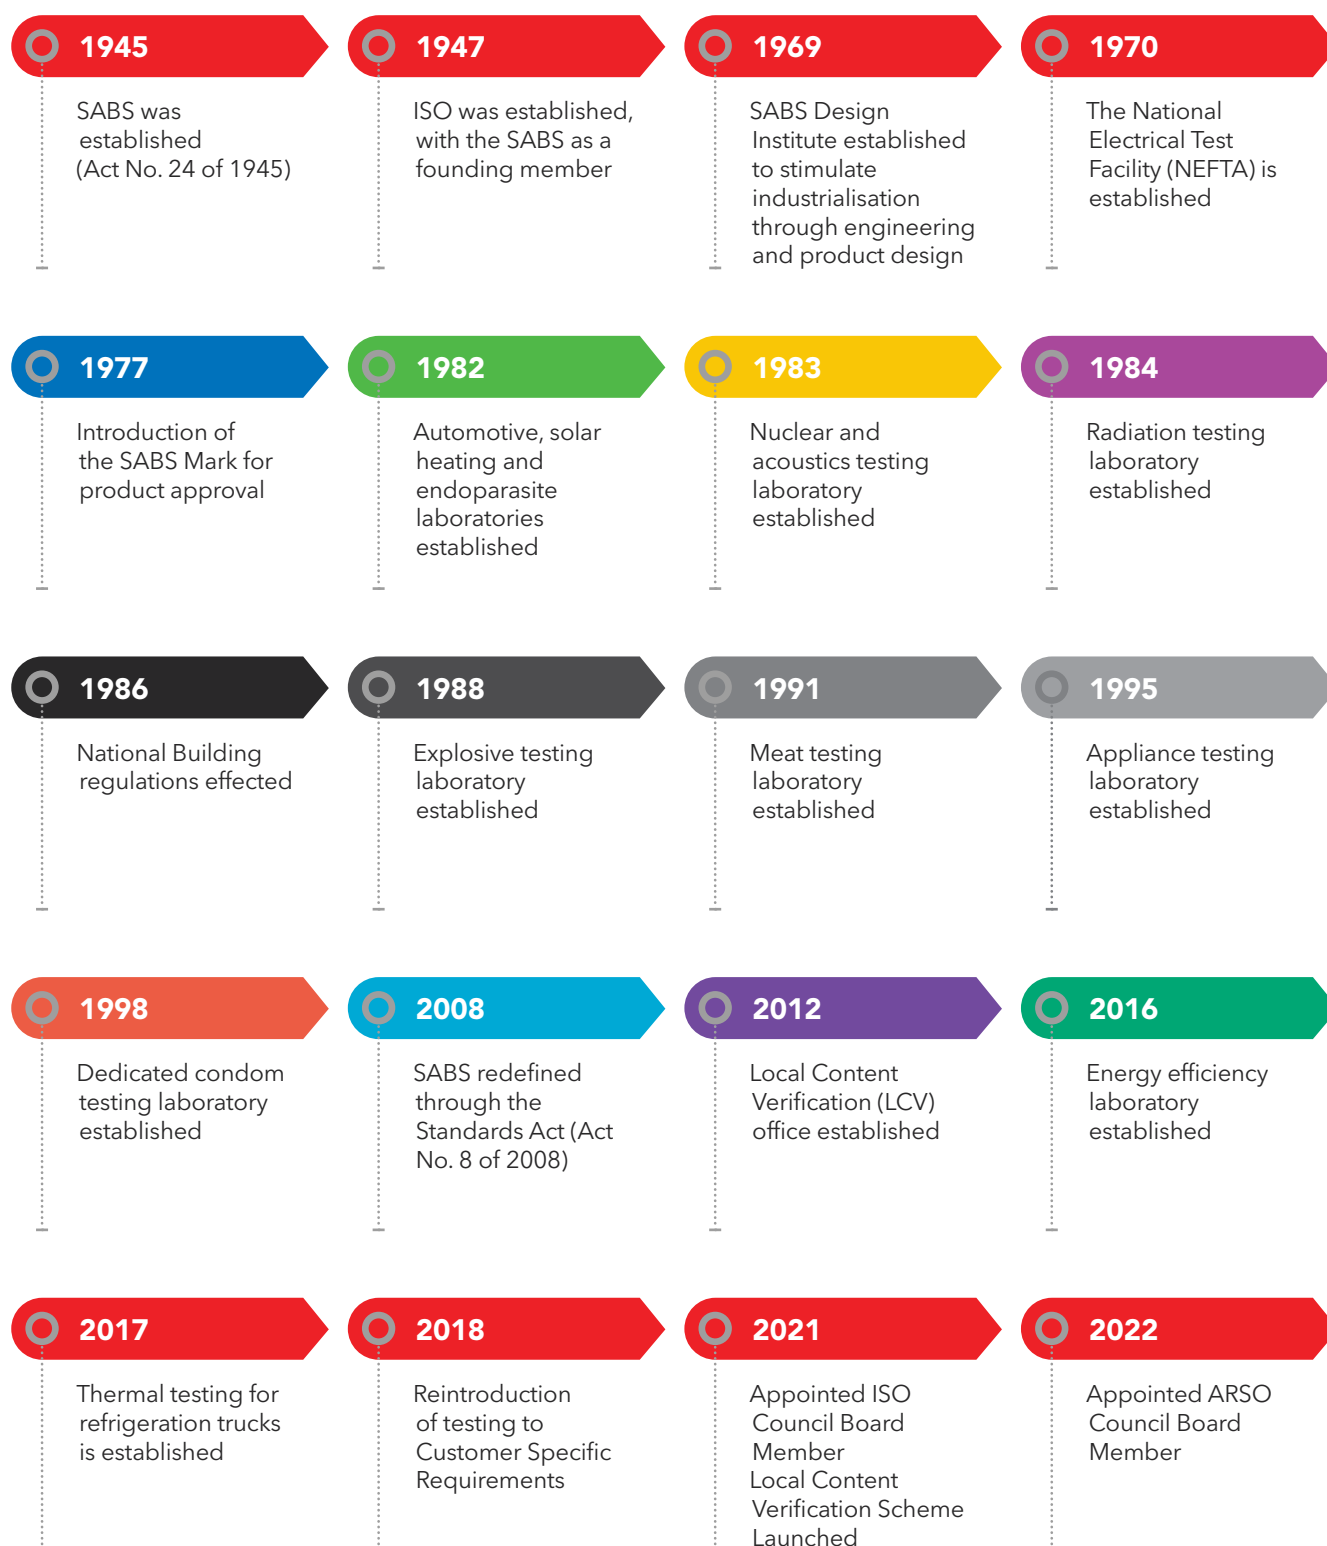 1945
SABS was
established
(Act No. 24 of 1945)
1947
ISO was established,
with the SABS as a
founding member
1969
SABS Design
Institute established
to stimulate
industrialisation
through engineering
and product design
1970
The National
Electrical Test
Facility (NEFTA) is
established
1977
Introduction of
the SABS Mark for
product approval
1982
Automotive, solar
heating and
endoparasite
laboratories
established
1983
Nuclear and
acoustics testing
laboratory
established
1984
Radiation testing
laboratory
established
1986
National Building
regulations effected
1988
Explosive testing
laboratory
established
1991
Meat testing
laboratory
established
1995
Appliance testing
laboratory
established
1998
Dedicated condom
testing laboratory
established
2008
SABS redefined
through the
Standards Act (Act
No. 8 of 2008)
2012
Local Content
Verification (LCV)
office established
2016
Energy efficiency
laboratory
established
2017
Thermal testing for
refrigeration trucks
is established
2018
Reintroduction
of testing to
Customer Specific
Requirements
2021
Appointed ISO
Council Board
Member
Local Content
Verification Scheme
Launched
2022
Appointed ARSO
Council Board
Member